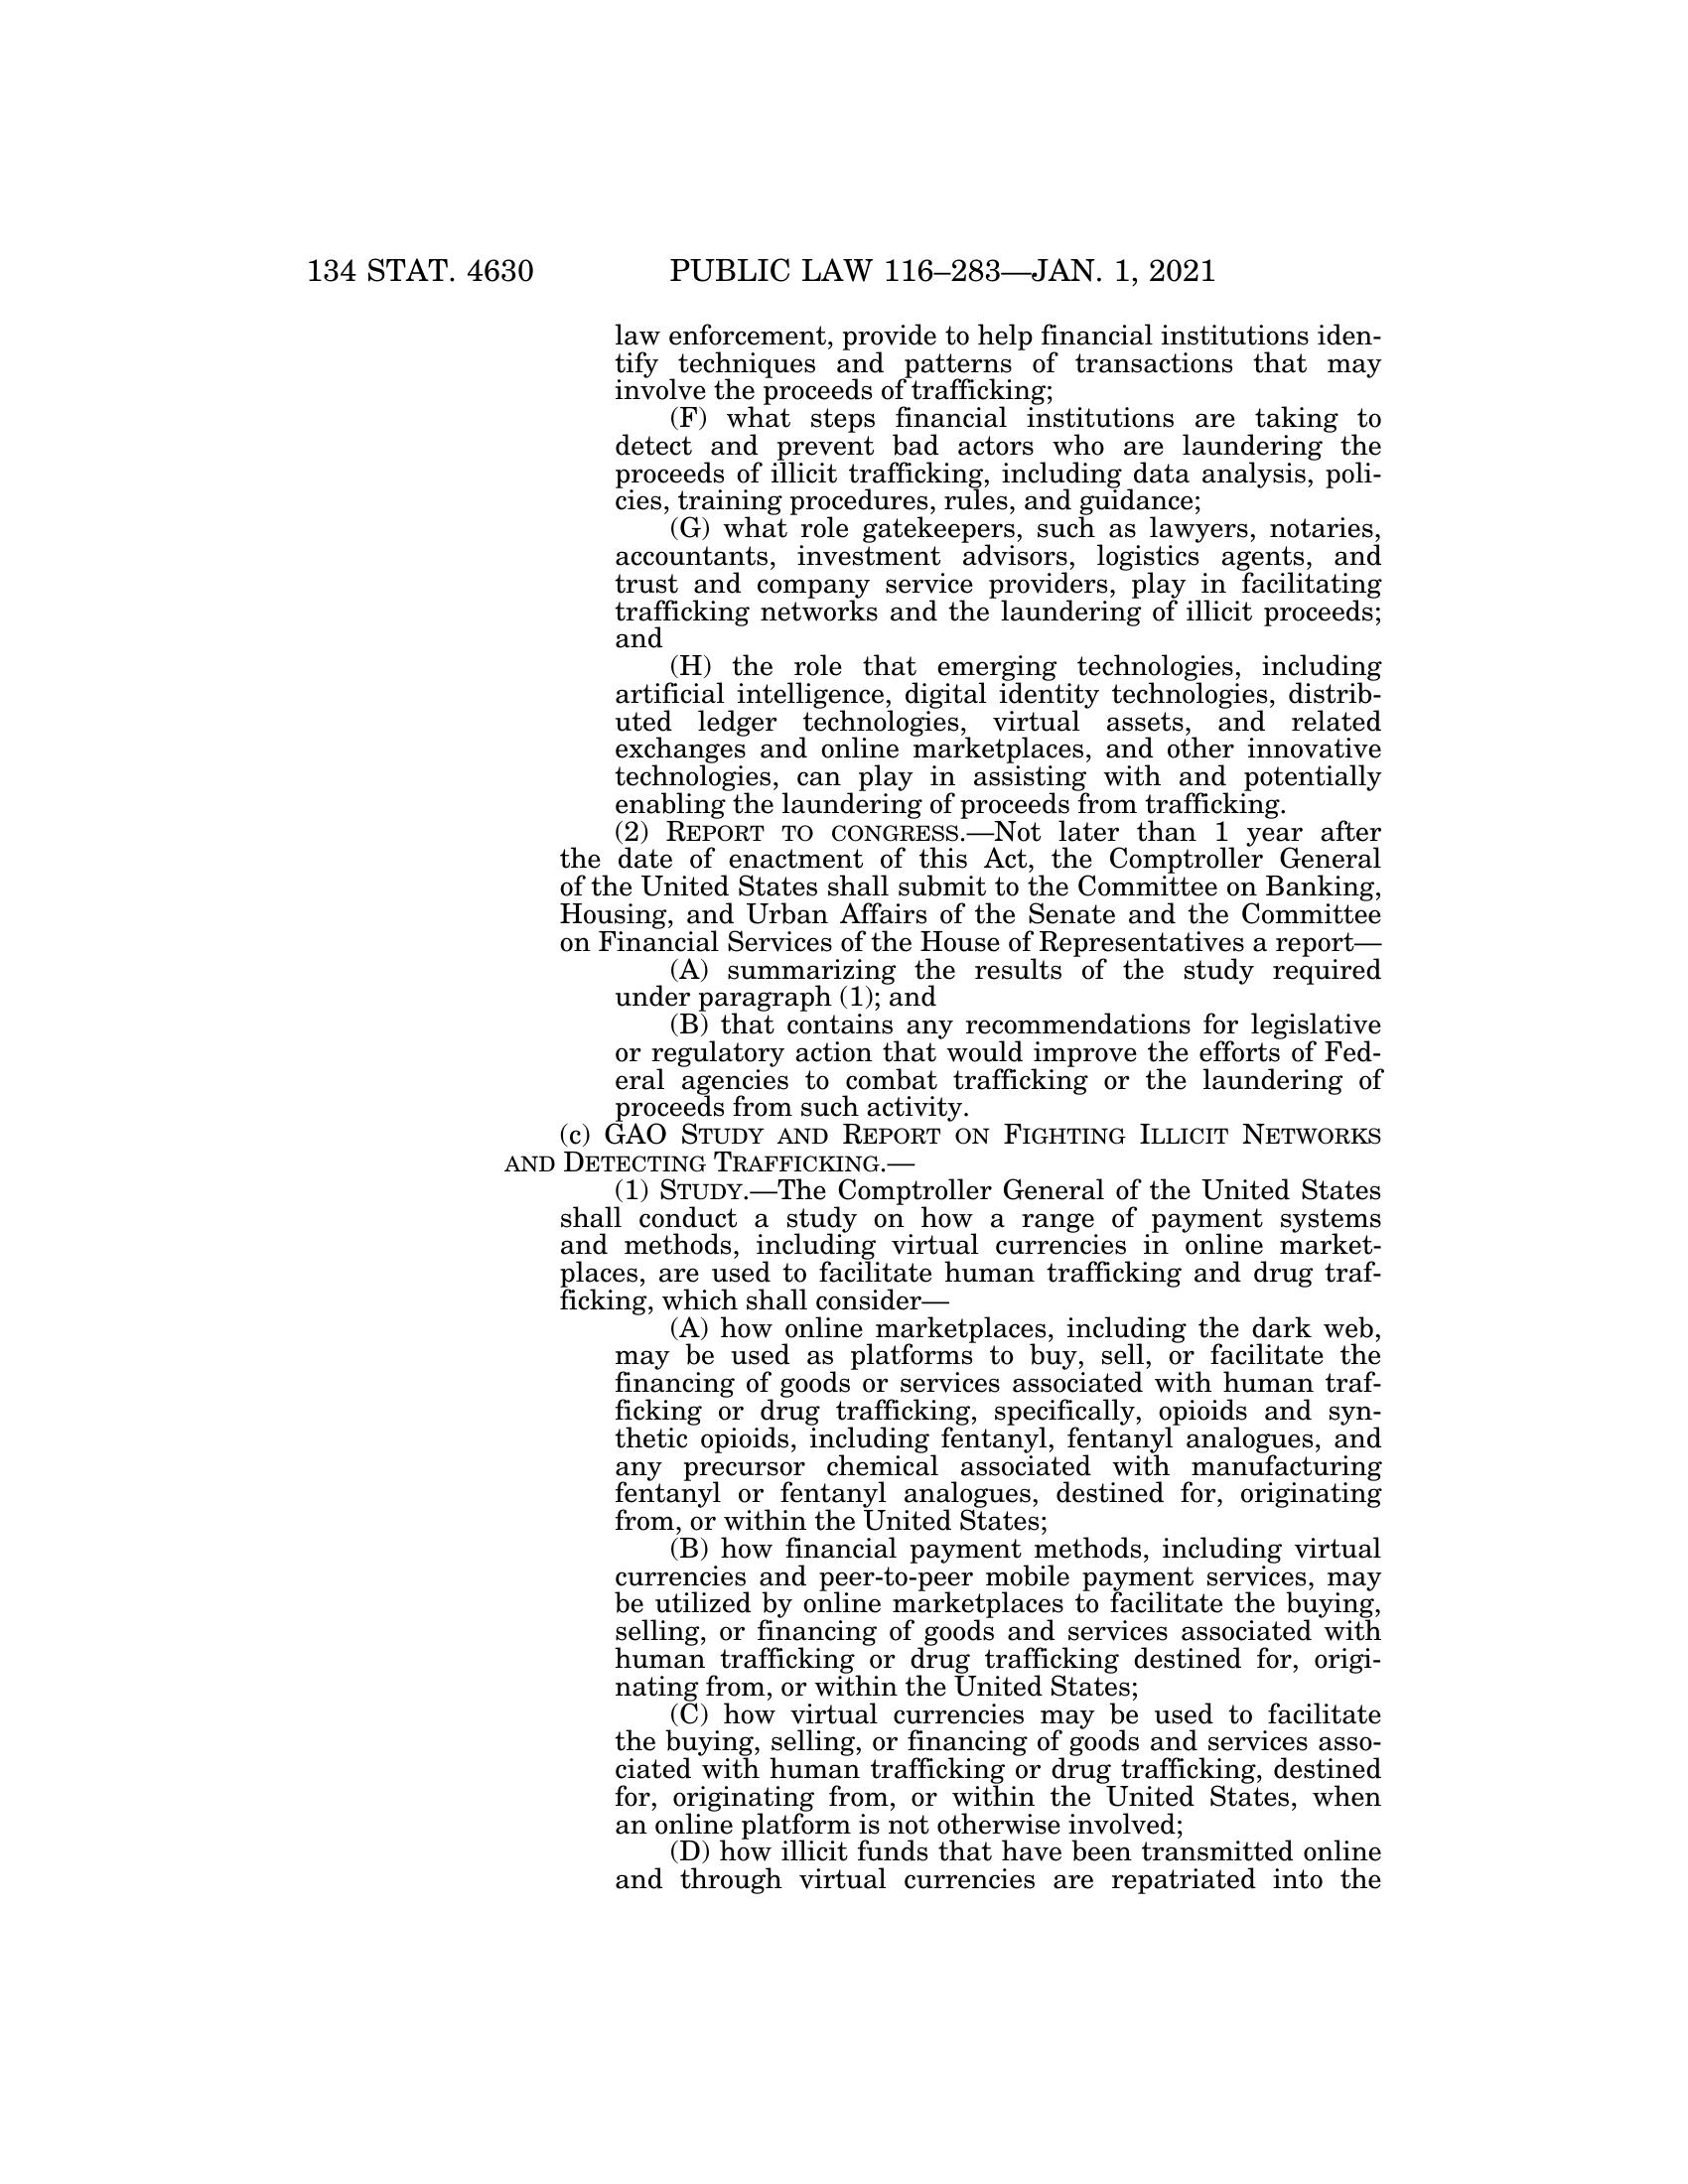 134 STAT. 4630 PUBLIC LAW 116–283—JAN. 1, 2021
law enforcement, provide to help financial institutions iden-
tify techniques and patterns of transactions that may
involve the proceeds of trafficking;
(F) what steps financial institutions are taking to
detect and prevent bad actors who are laundering the
proceeds of illicit trafficking, including data analysis, poli-
cies, training procedures, rules, and guidance;
(G) what role gatekeepers, such as lawyers, notaries,
accountants, investment advisors, logistics agents, and
trust and company service providers, play in facilitating
trafficking networks and the laundering of illicit proceeds;
and
(H) the role that emerging technologies, including
artificial intelligence, digital identity technologies, distrib-
uted ledger technologies, virtual assets, and related
exchanges and online marketplaces, and other innovative
technologies, can play in assisting with and potentially
enabling the laundering of proceeds from trafficking.
(2) REPORT TO CONGRESS.—Not later than 1 year after
the date of enactment of this Act, the Comptroller General
of the United States shall submit to the Committee on Banking,
Housing, and Urban Affairs of the Senate and the Committee
on Financial Services of the House of Representatives a report—
(A) summarizing the results of the study required
under paragraph (1); and
(B) that contains any recommendations for legislative
or regulatory action that would improve the efforts of Fed-
eral agencies to combat trafficking or the laundering of
proceeds from such activity.
(c) GAO STUDY AND REPORT ON FIGHTING ILLICIT NETWORKS
AND DETECTING TRAFFICKING.—
(1) STUDY.—The Comptroller General of the United States
shall conduct a study on how a range of payment systems
and methods, including virtual currencies in online market-
places, are used to facilitate human trafficking and drug traf-
ficking, which shall consider—
(A) how online marketplaces, including the dark web,
may be used as platforms to buy, sell, or facilitate the
financing of goods or services associated with human traf-
ficking or drug trafficking, specifically, opioids and syn-
thetic opioids, including fentanyl, fentanyl analogues, and
any precursor chemical associated with manufacturing
fentanyl or fentanyl analogues, destined for, originating
from, or within the United States;
(B) how financial payment methods, including virtual
currencies and peer-to-peer mobile payment services, may
be utilized by online marketplaces to facilitate the buying,
selling, or financing of goods and services associated with
human trafficking or drug trafficking destined for, origi-
nating from, or within the United States;
(C) how virtual currencies may be used to facilitate
the buying, selling, or financing of goods and services asso-
ciated with human trafficking or drug trafficking, destined
for, originating from, or within the United States, when
an online platform is not otherwise involved;
(D) how illicit funds that have been transmitted online
and through virtual currencies are repatriated into the